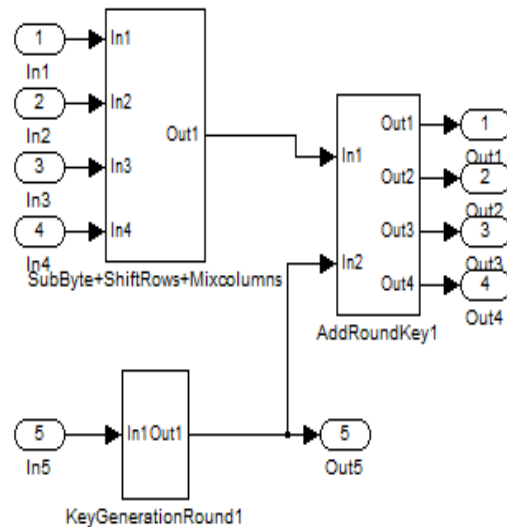 1
In1
2
In2
3
In3
4
In4
In1
In2
In3
In4
Out1
SubByte+ShiftRows+Mixcolumns
In1
In2
Out1
Out2
Out3
Out4
AddRoundKey1
1
Out1
2
Out2
3
Out3
4
Out4
5
In5
In1 Out1
KeyGenerationRound1
5
Out5